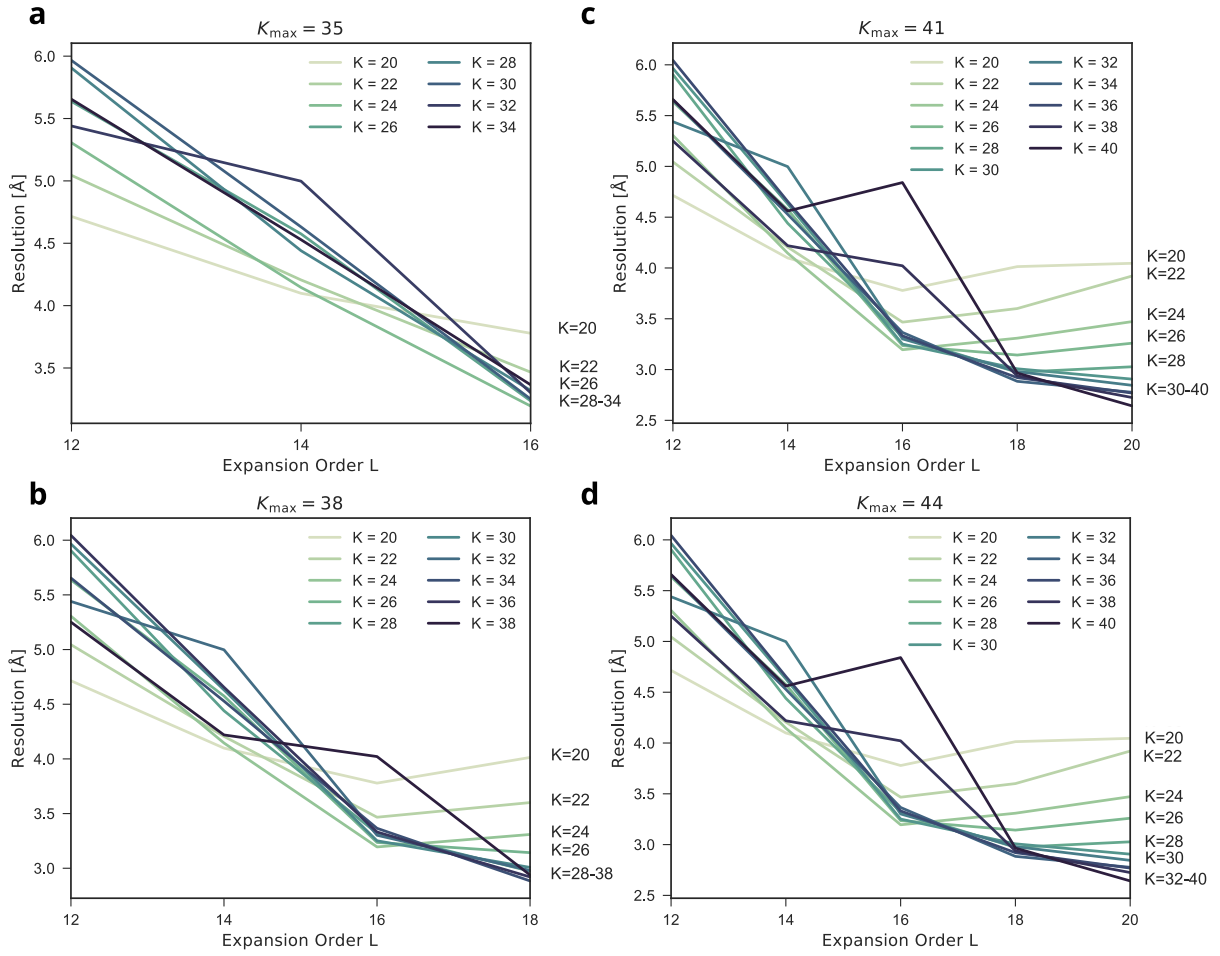 a
K_max = 35
6.0
5.5
5.0
4.5
4.0
3.5
Resolution [Å]
K = 20
K = 22
K = 24
K = 26
K = 28
K = 30
K = 32
K = 34
K=20
K=22
K=26
K=28-34
12
14
16
Expansion Order L
c
K_max = 41
6.0
5.5
5.0
4.5
4.0
3.5
3.0
2.5
Resolution [Å]
K = 20
K = 22
K = 24
K = 26
K = 28
K = 30
K = 32
K = 34
K = 36
K = 38
K = 40
K=20
K=22
K=24
K=26
K=28
K=30-40
12
14
16
18
20
Expansion Order L
b
K_max = 38
6.0
5.5
5.0
4.5
4.0
3.5
3.0
Resolution [Å]
K = 20
K = 22
K = 24
K = 26
K = 28
K = 30
K = 32
K = 34
K = 36
K = 38
K=20
K=22
K=24
K=26
K=28-38
12
14
16
18
Expansion Order L
d
K_max = 44
6.0
5.5
5.0
4.5
4.0
3.5
3.0
2.5
Resolution [Å]
K = 20
K = 22
K = 24
K = 26
K = 28
K = 30
K = 32
K = 34
K = 36
K = 38
K = 40
K=20
K=22
K=24
K=26
K=28
K=30
K=32-40
12
14
16
18
20
Expansion Order L